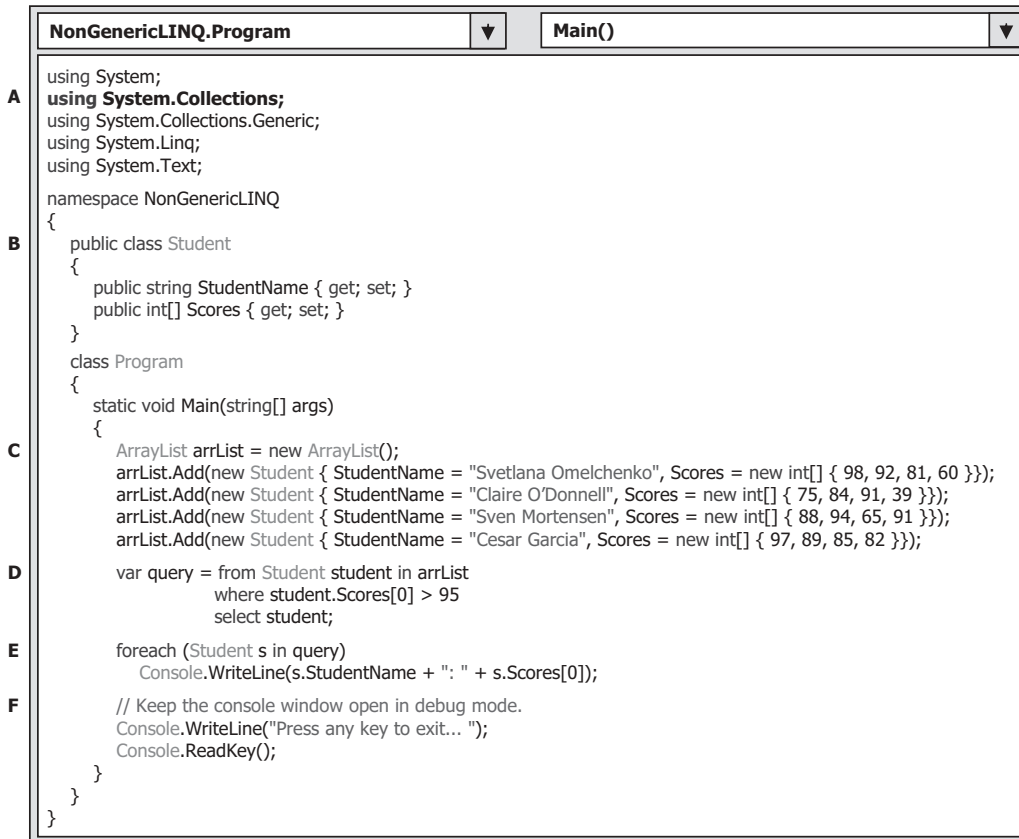 NonGenericLINQ.Program Main()
using System;
A using System.Collections;
using System.Collections.Generic;
using System.Linq;
using System.Text;
namespace NonGenericLINQ
{
B public class Student
{
public string StudentName { get; set; }
public int[] Scores { get; set; }
}
class Program
{
static void Main(string[] args)
{
C ArrayList arrList = new ArrayList();
arrList.Add(new Student { StudentName = "Svetlana Omelchenko", Scores = new int[] { 98, 92, 81, 60 }});
arrList.Add(new Student { StudentName = "Claire O’Donnell", Scores = new int[] { 75, 84, 91, 39 }});
arrList.Add(new Student { StudentName = "Sven Mortensen", Scores = new int[] { 88, 94, 65, 91 }});
arrList.Add(new Student { StudentName = "Cesar Garcia", Scores = new int[] { 97, 89, 85, 82 }});
D var query = from Student student in arrList
where student.Scores[0] > 95
select student;
E foreach (Student s in query)
Console.WriteLine(s.StudentName + ": " + s.Scores[0]);
F // Keep the console window open in debug mode.
Console.WriteLine("Press any key to exit... ");
Console.ReadKey();
}
}
}